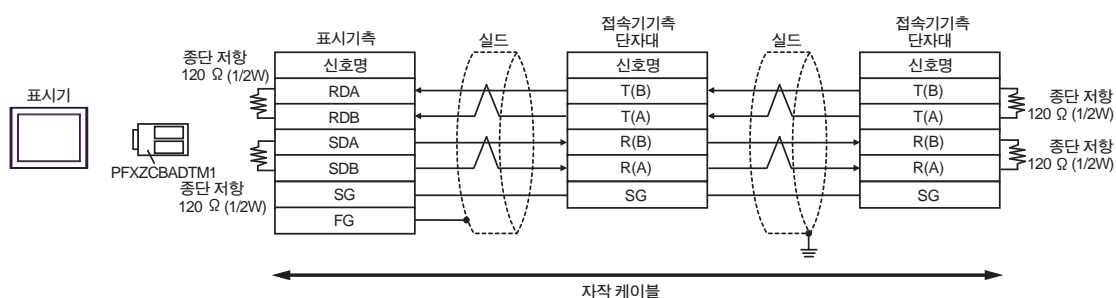 표시기
PFXZCBADTM1
종단 저항
120 Ω (1/2W)
종단 저항
120 Ω (1/2W)
표시기측
신호명
RDA
RDB
SDA
SDB
SG
FG
실드
접속기기측
단자대
신호명
T(B)
T(A)
R(B)
R(A)
SG
실드
접속기기측
단자대
신호명
T(B)
T(A)
R(B)
R(A)
SG
종단 저항
120 Ω (1/2W)
종단 저항
120 Ω (1/2W)
자작 케이블